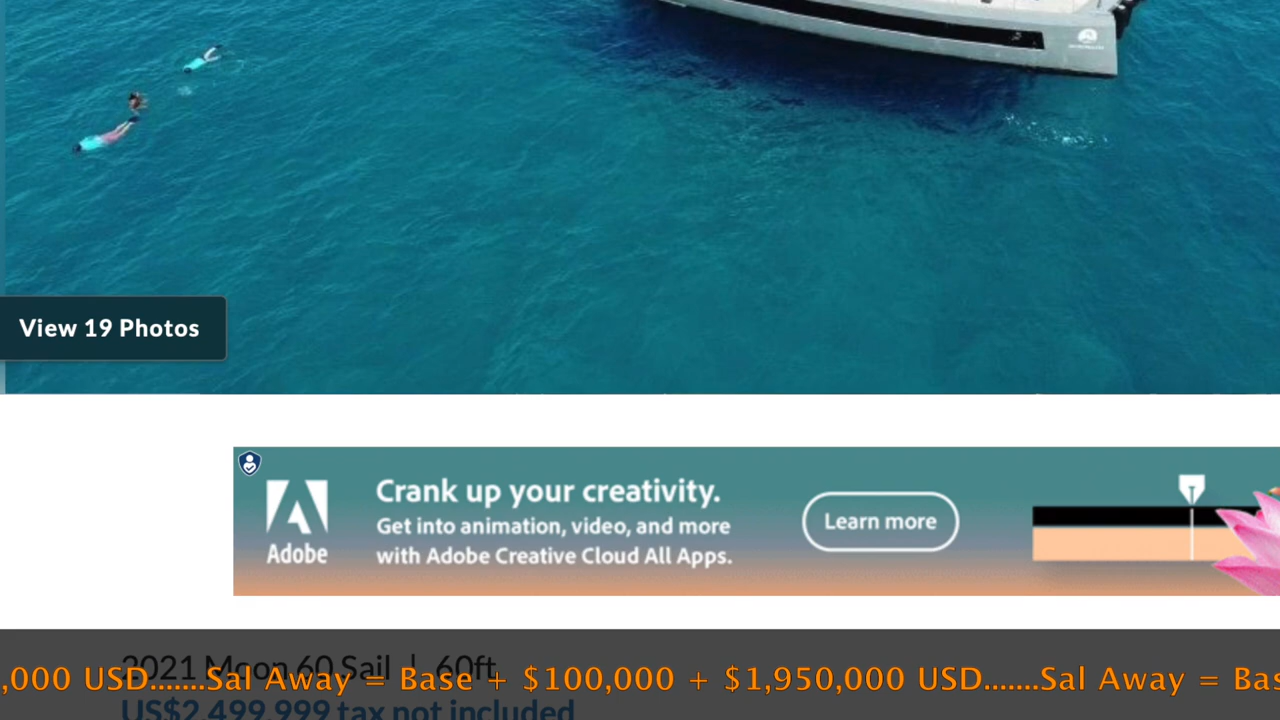 View 19 Photos
Crank up your creativity.
Get into animation, video, and more
with Adobe Creative Cloud All Apps.
Adobe
Learn more
2021 Moon 60 Sail | 60ft
,000 USD.......Sal Away = Base + $100,000 + $1,950,000 USD.......Sal Away = Bas
US$2,499,999 tax not included